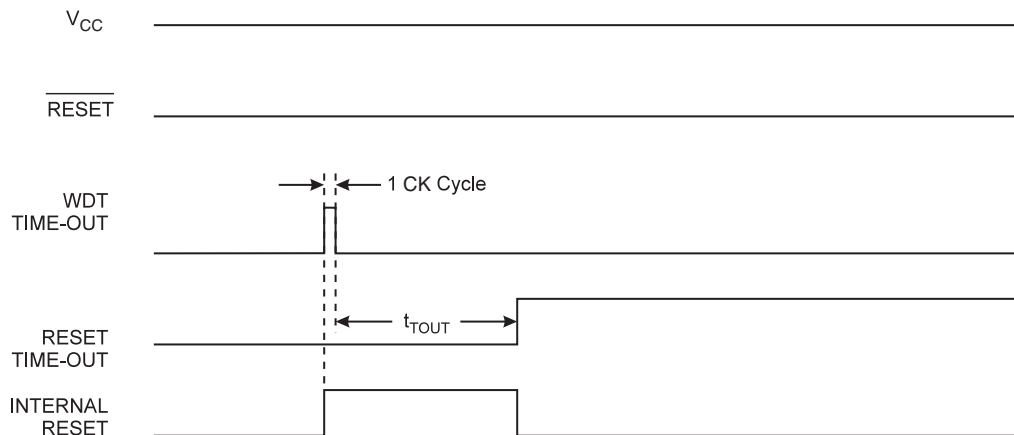 VCC
RESET
1 CK Cycle
WDT
TIME-OUT
tTOUT
RESET
TIME-OUT
INTERNAL
RESET